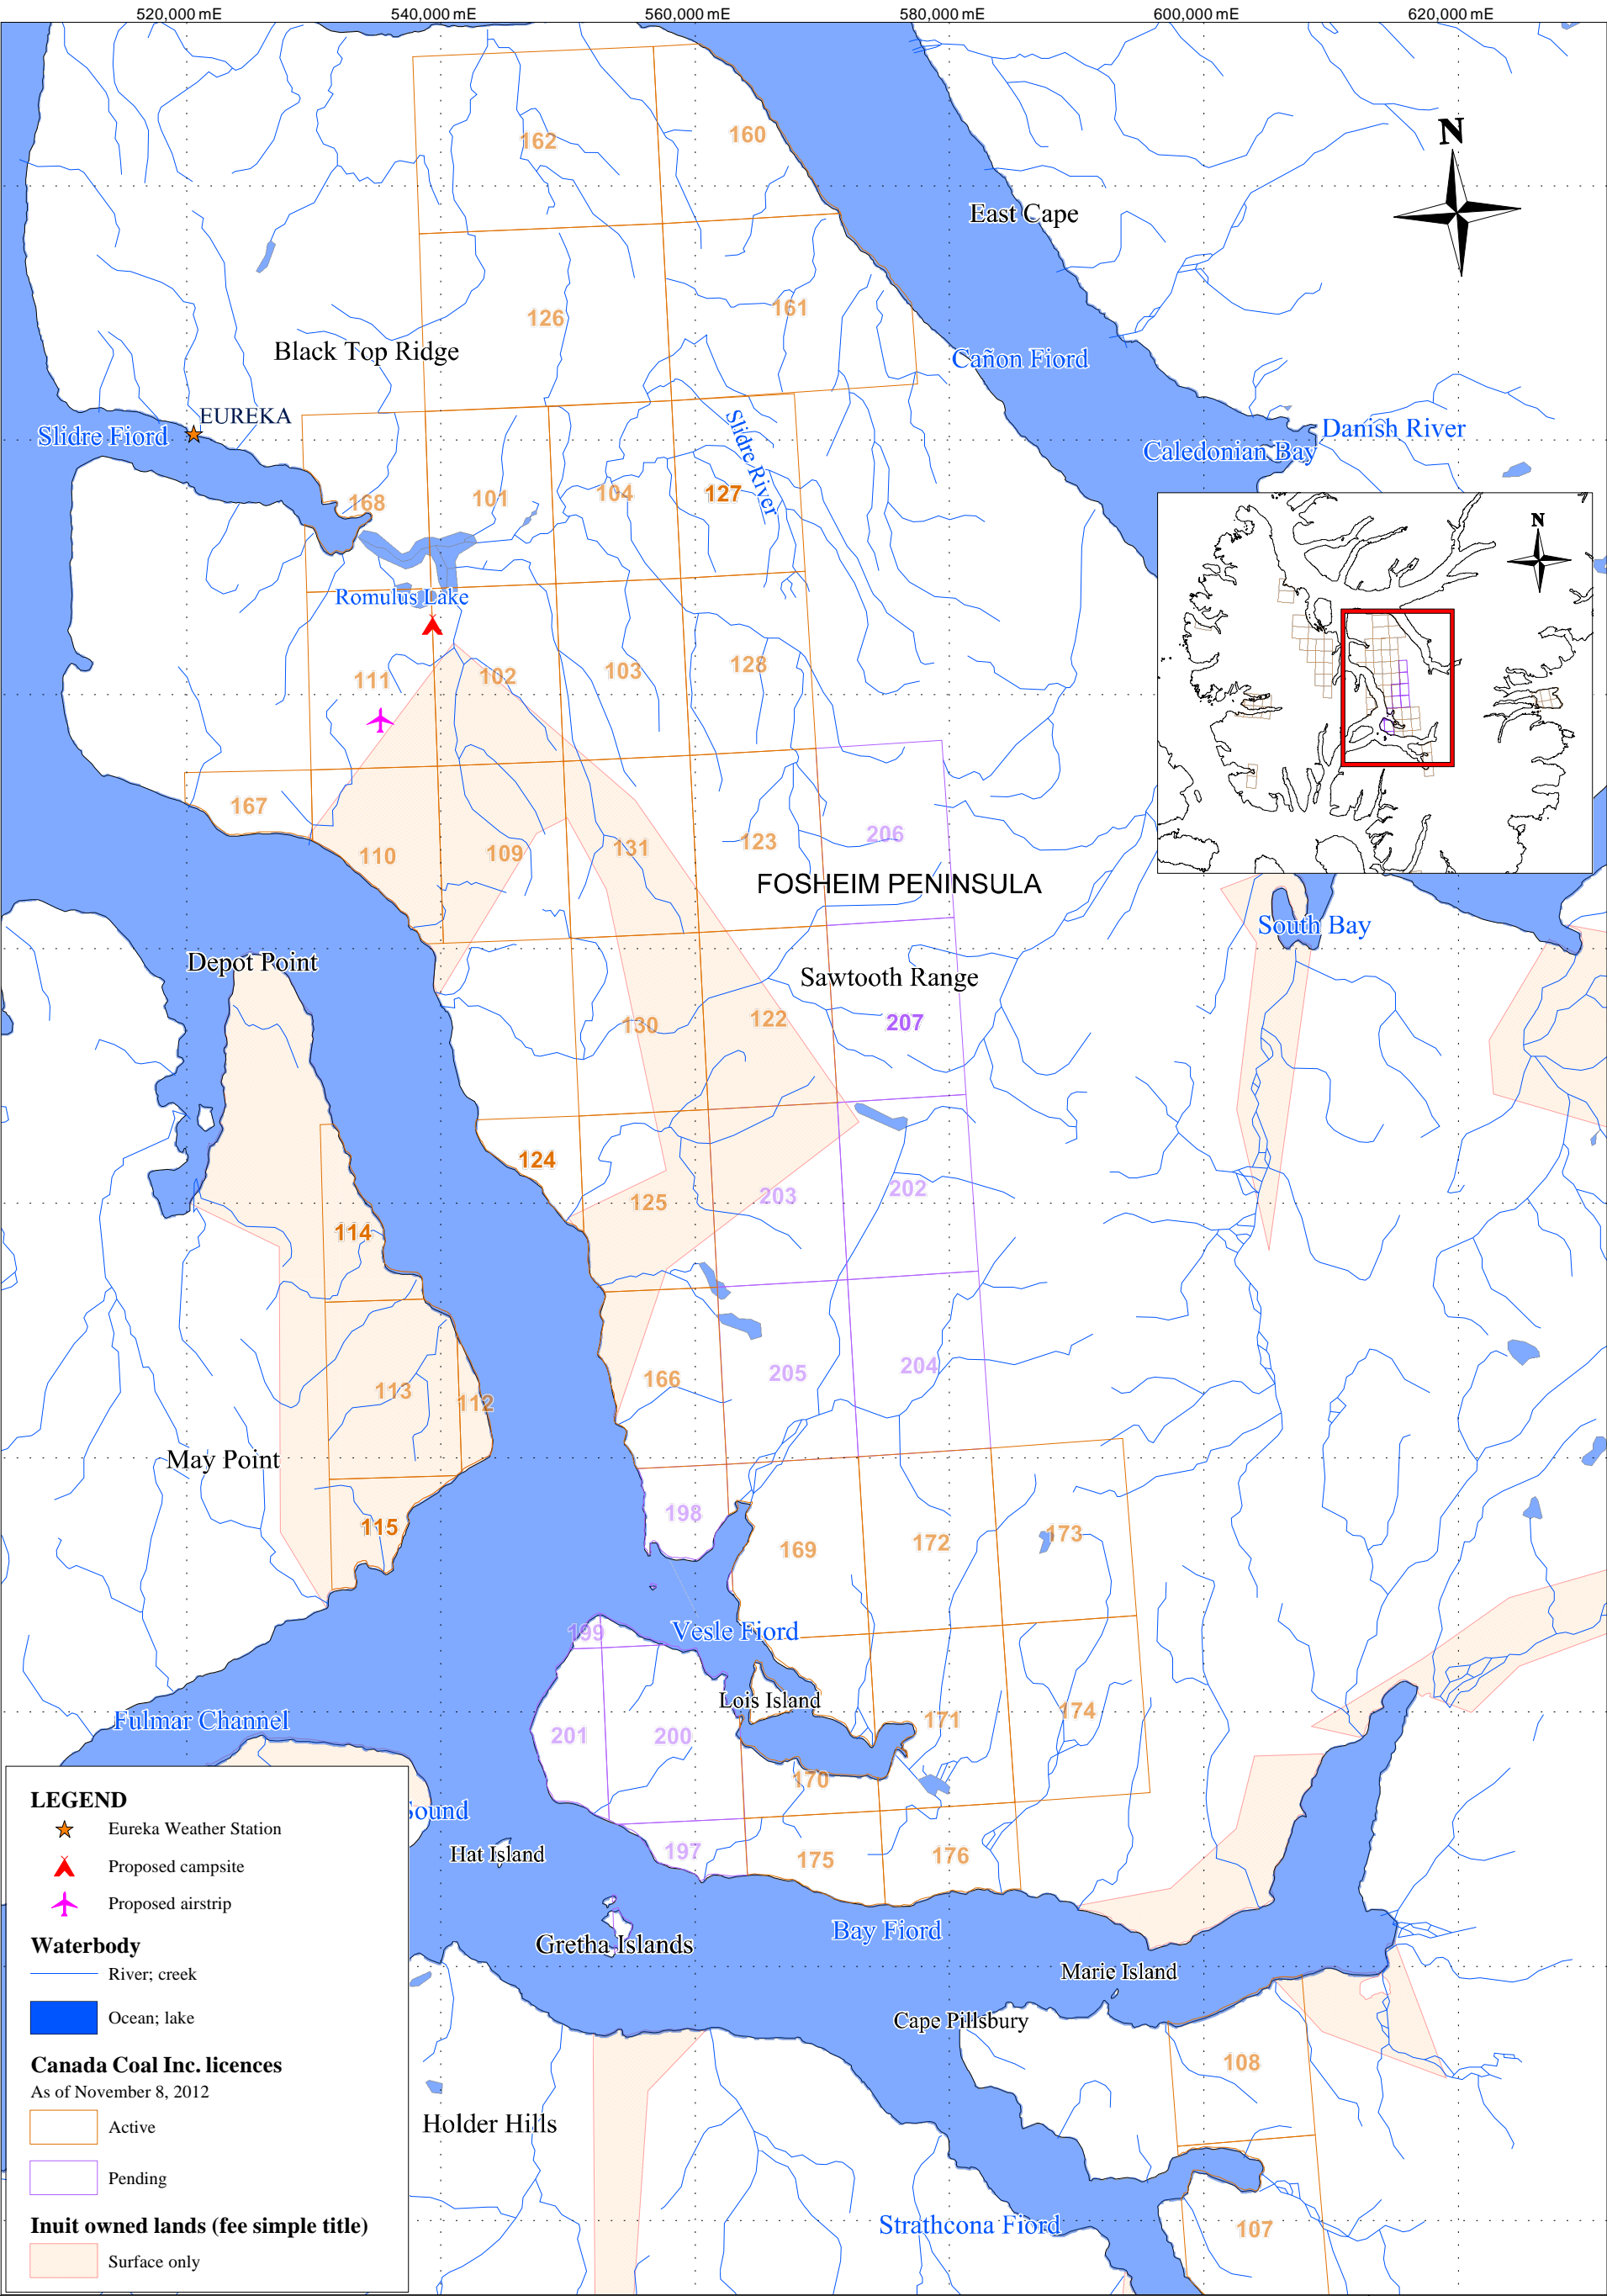 520,000 mE 540,000 mE 560,000 mE 580,000 mE 600,000 mE 620,000 mE
N
162
160
East Cape
126
161
Black Top Ridge
Cañon Fiord
EUREKA
Slidre Fiord
Slidre River
Danish River
Caledonian Bay
168
101
104
127
N
Romulus Lake
111
102
103
128
167
110
109
131
123
206
FOSHEIM PENINSULA
South Bay
Depot Point
Sawtooth Range
130
122
207
124
125
203
202
114
113
112
166
205
204
May Point
115
198
169
172
173
199
Vesle Fiord
Lois Island
Fulmar Channel
201
200
171
174
170
Sound
Hat Island
197
175
176
Gretha Islands
Bay Fiord
Marie Island
Cape Pillsbury
108
Holder Hills
Strathcona Fiord
107
LEGEND
Eureka Weather Station
Proposed campsite
Proposed airstrip
Waterbody
River; creek
Ocean; lake
Canada Coal Inc. licences
As of November 8, 2012
Active
Pending
Inuit owned lands (fee simple title)
Surface only